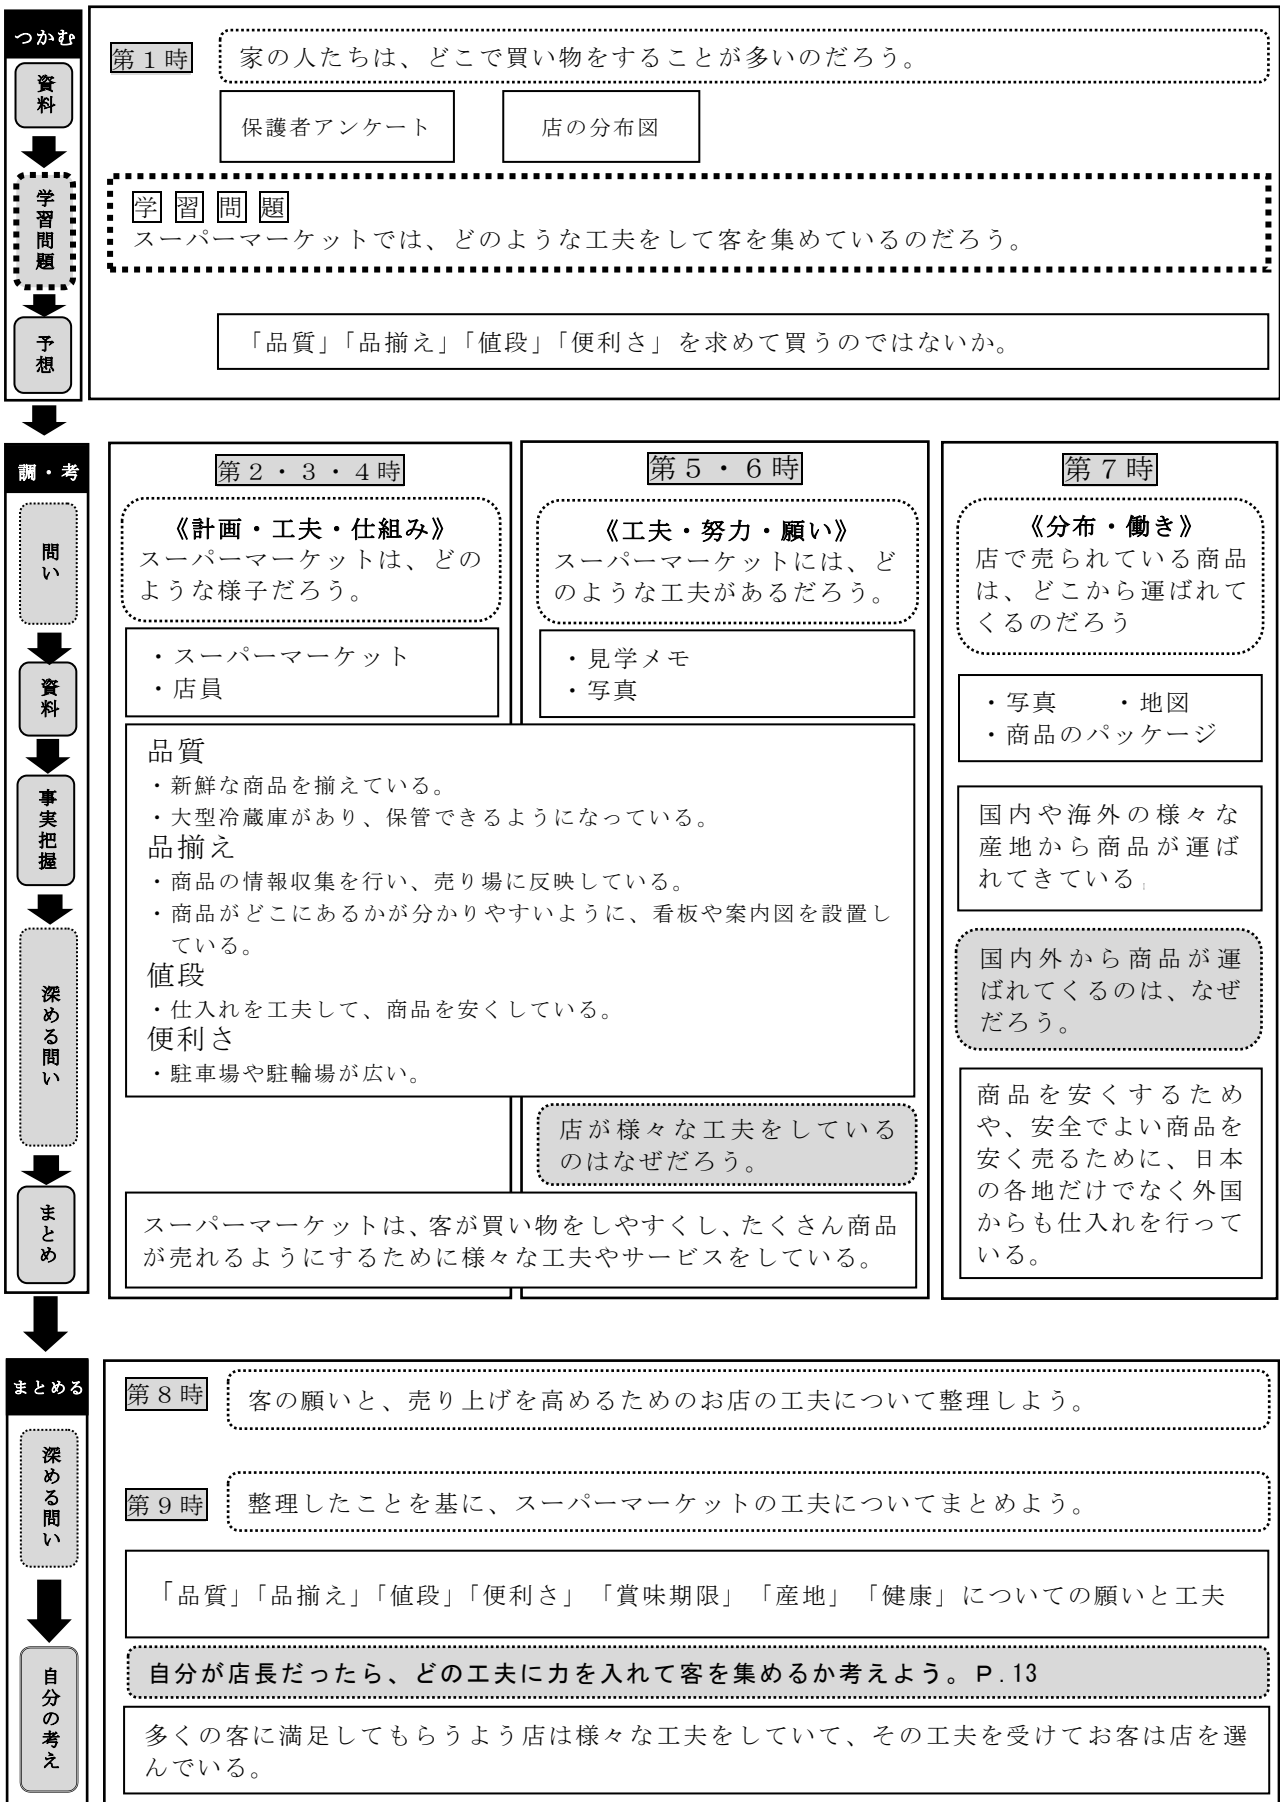 つかむ
資料
学習問題
予想
第１時
家の人たちは、どこで買い物をすることが多いのだろう。
保護者アンケート
店の分布図
学習問題
スーパーマーケットでは、どのような工夫をして客を集めているのだろう。
「品質」「品揃え」「値段」「便利さ」を求めて買うのではないか。
調・考
問い
資料
事実把握
深める問い
まとめ
第２・３・４時
《計画・工夫・仕組み》
スーパーマーケットは、どの
ような様子だろう。
・スーパーマーケット
・店員
第５・６時
《工夫・努力・願い》
スーパーマーケットには、ど
のような工夫があるだろう。
・見学メモ
・写真
品質
・新鮮な商品を揃えている。
・大型冷蔵庫があり、保管できるようになっている。
品揃え
・商品の情報収集を行い、売り場に反映している。
・商品がどこにあるかが分かりやすいように、看板や案内図を設置し
ている。
値段
・仕入れを工夫して、商品を安くしている。
便利さ
・駐車場や駐輪場が広い。
店が様々な工夫をしている
のはなぜだろう。
スーパーマーケットは、客が買い物をしやすくし、たくさん商品
が売れるようにするために様々な工夫やサービスをしている。
第７時
《分布・働き》
店で売られている商品
は、どこから運ばれて
くるのだろう
・写真　・地図
・商品のパッケージ
国内や海外の様々な
産地から商品が運ば
れてきている
国内外から商品が運
ばれてくるのは、なぜ
だろう。
商品を安くするため
や、安全でよい商品を
安く売るために、日本
の各地だけでなく外国
からも仕入れを行って
いる。
まとめる
深める問い
自分の考え
第８時
客の願いと、売り上げを高めるためのお店の工夫について整理しよう。
第９時
整理したことを基に、スーパーマーケットの工夫についてまとめよう。
「品質」「品揃え」「値段」「便利さ」「賞味期限」「産地」「健康」についての願いと工夫
自分が店長だったら、どの工夫に力を入れて客を集めるか考えよう。Ｐ.13
多くの客に満足してもらうよう店は様々な工夫をしていて、その工夫を受けてお客は店を選
んでいる。